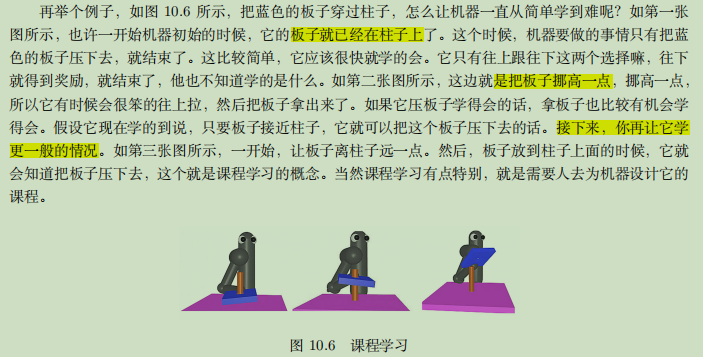 再举个例子，如图 10.6 所示，把蓝色的板子穿过柱子，怎么让机器一直从简单学到难呢？如第一张
图所示，也许一开始机器初始的时候，它的板子就已经在柱子上了。这个时候，机器要做的事情只有把
蓝色的板子压下去，就结束了。这比较简单，它应该很快就学的会。它只有往上跟往下这两个选择嘛，往下
就得到奖励，就结束了，他也不知道学的是什么。如第二张图所示，这边就是把板子挪高一点，挪高一点，
所以它有时候会很笨的往上拉，然后把板子拿出来了。如果它压板子学得会的话，拿板子也比较有机会学
得会。假设它现在学的到说，只要板子接近柱子，它就可以把这个板子压下去的话。接下来，你再让它学
更一般的情况。如第三张图所示，一开始，让板子离柱子远一点。然后，板子放到柱子上面的时候，它就
会知道把板子压下去，这个就是课程学习的概念。当然课程学习有点特别，就是需要人去为机器设计它的
课程。
图 10.6 课程学习